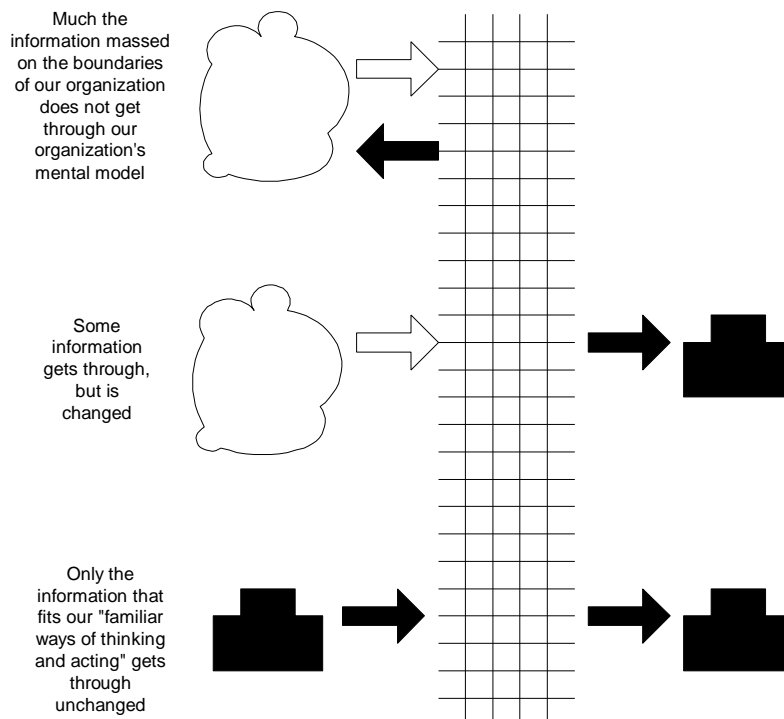 Much the
information massed
on the boundaries
of our organization
does not get
through our
organization's
mental model
Some
information
gets through,
but is
changed
Only the
information that
fits our "familiar
ways of thinking
and acting" gets
through
unchanged